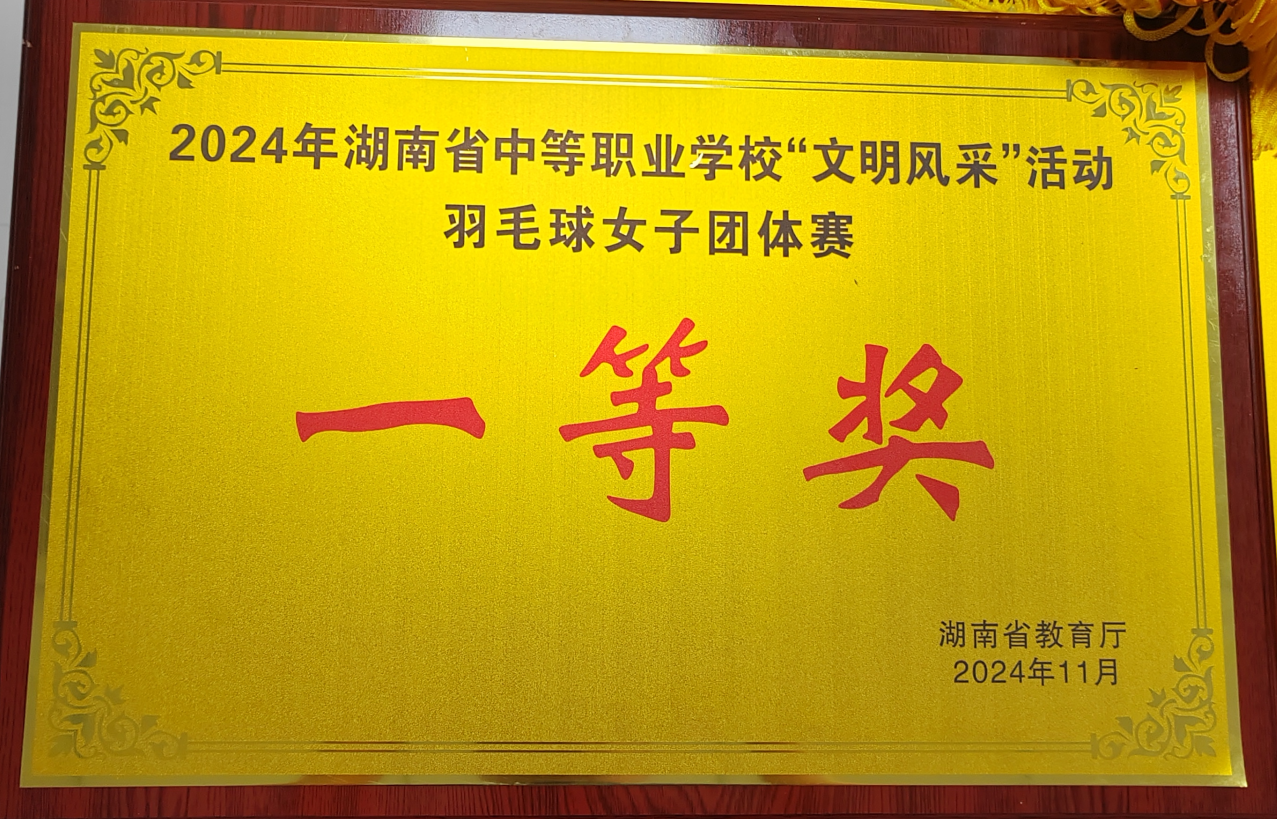 2024年湖南省中等职业学校“文明风采”活动
羽毛球女子团体赛
一等奖
湖南省教育厅
2024年11月